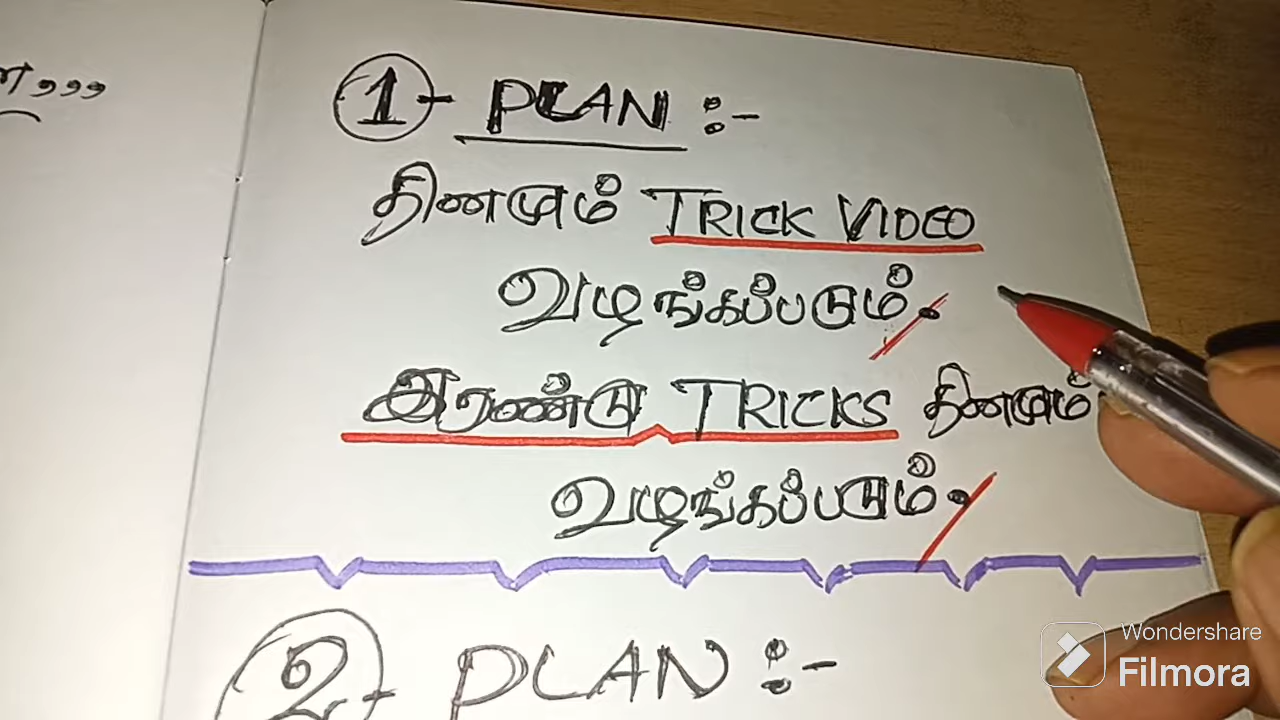 ① - PLAN :-
தினமும் TRICK VIDEO
வழங்கப்படும்.
இரண்டு TRICKS தினமும்
வழங்கப்படும்.
② - PLAN :-
Wondershare
Filmora